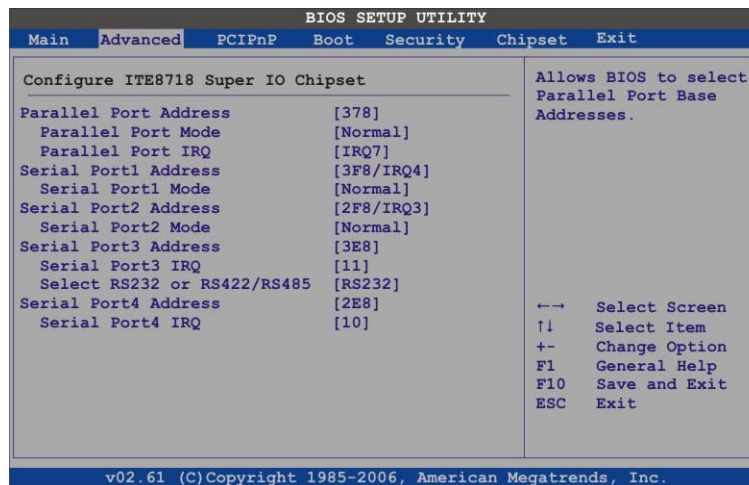 BIOS SETUP UTILITY
Main Advanced PCIPnP Boot Security Chipset Exit
Configure ITE8718 Super IO Chipset
Parallel Port Address [378]
Parallel Port Mode [Normal]
Parallel Port IRQ [IRQ7]
Serial Port1 Address [3F8/IRQ4]
Serial Port1 Mode [Normal]
Serial Port2 Address [2F8/IRQ3]
Serial Port2 Mode [Normal]
Serial Port3 Address [3E8]
Serial Port3 IRQ [11]
Select RS232 or RS422/RS485 [RS232]
Serial Port4 Address [2E8]
Serial Port4 IRQ [10]
Allows BIOS to select
Parallel Port Base
Addresses.
←→ Select Screen
↑↓ Select Item
+- Change Option
F1 General Help
F10 Save and Exit
ESC Exit
v02.61 (C)Copyright 1985-2006, American Megatrends, Inc.